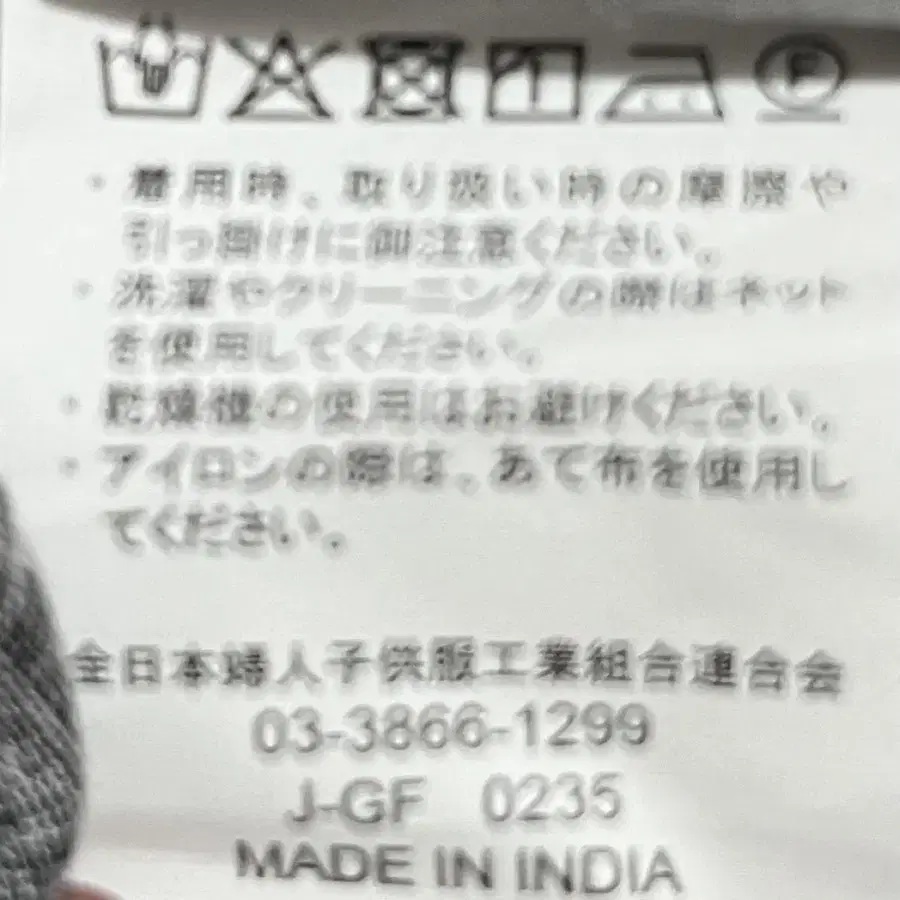 ・着用時、取り扱い時の摩擦や
引っ掛けに御注意ください。
・洗濯やクリーニングの際はネット
を使用してください。
・乾燥機の使用はお避けください。
・アイロンの際は、あて布を使用し
てください。
全日本婦人子供服工業組合連合会
03-3866-1299
J-GF 0235
MADE IN INDIA